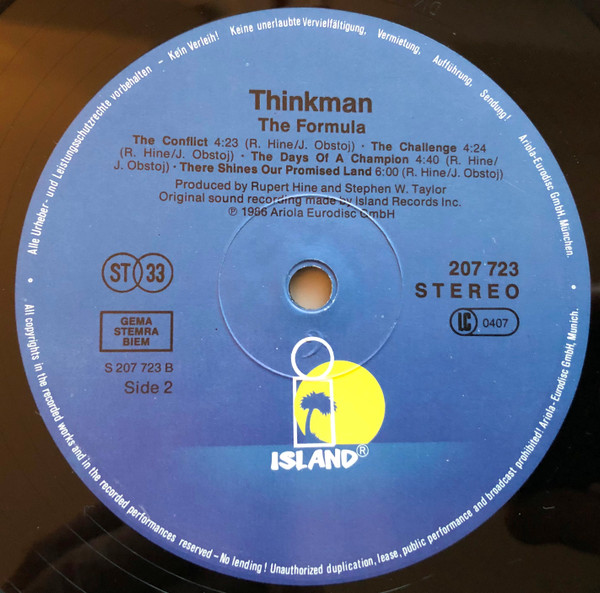 Alle Urheber- und Leistungsschutzrechte vorbehalten - Kein Verleih! Keine unerlaubte Vervielfältigung, Vermietung, Aufführung, Sendung! Ariola-Eurodisc GmbH, München.
Thinkman
The Formula
The Conflict 4:23 (R. Hine/J. Obstoj) · The Challenge 4:24
(R. Hine/J. Obstoj) · The Days Of A Champion 4:40 (R. Hine/
J. Obstoj) · There Shines Our Promised Land 6:00 (R. Hine/J. Obstoj)
Produced by Rupert Hine and Stephen W. Taylor
Original sound recording made by Island Records Inc.
℗ 1986 Ariola Eurodisc GmbH
ST 33
207 723
STEREO
GEMA
STEMRA
BIEM
LC 0407
S 207 723 B
Side 2
ISLAND®
All copyrights in the recorded works and in the recorded performances reserved - No lending! Unauthorized duplication, lease, public performance and broadcast prohibited! Ariola-Eurodisc GmbH, Munich.